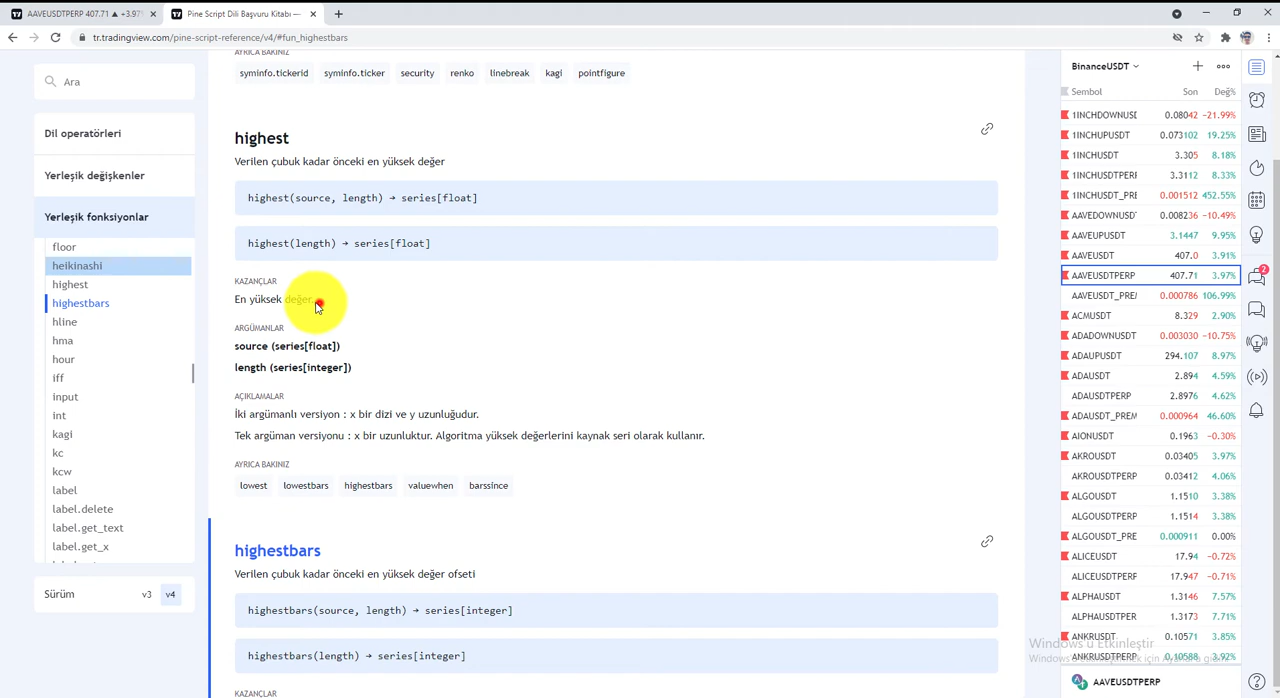 AAVEUSDTPERP 407.71 ▲ +3.97%
Pine Script Dili Başvuru Kitabı —
tr.tradingview.com/pine-script-reference/v4/#fun_highestbars
Ara
Dil operatörleri
Yerleşik değişkenler
Yerleşik fonksiyonlar
floor
heikinashi
highest
highestbars
hline
hma
hour
iff
input
int
kagi
kc
kcw
label
label.delete
label.get_text
label.get_x
Sürüm v3 v4
AYRICA BAKINIZ
syminfo.tickerid syminfo.ticker security renko linebreak kagi pointfigure
highest
Verilen çubuk kadar önceki en yüksek değer
highest(source, length) → series[float]
highest(length) → series[float]
KAZANÇLAR
En yüksek değer.
ARGÜMANLAR
source (series[float])
length (series[integer])
AÇIKLAMALAR
İki argümanlı versiyon : x bir dizi ve y uzunluğudur.
Tek argüman versiyonu : x bir uzunluktur. Algoritma yüksek değerlerini kaynak seri olarak kullanır.
AYRICA BAKINIZ
lowest lowestbars highestbars valuewhen barssince
highestbars
Verilen çubuk kadar önceki en yüksek değer ofseti
highestbars(source, length) → series[integer]
highestbars(length) → series[integer]
KAZANÇLAR
BinanceUSDT
Sembol Son Değ%
1INCHDOWNUSD 0.08042 −21.99%
1INCHUPUSDT 0.073102 19.25%
1INCHUSDT 3.305 8.18%
1INCHUSDTPERP 3.3112 8.33%
1INCHUSDT_PRE 0.001512 452.55%
AAVEDOWNUSDT 0.008236 −10.49%
AAVEUPUSDT 3.1447 9.95%
AAVEUSDT 407.0 3.91%
AAVEUSDTPERP 407.71 3.97%
AAVEUSDT_PREM 0.000786 106.99%
ACMUSDT 8.329 2.90%
ADADOWNUSDT 0.003030 −10.75%
ADAUPUSDT 294.107 8.97%
ADAUSDT 2.894 4.59%
ADAUSDTPERP 2.8976 4.62%
ADAUSDT_PREM 0.000964 46.60%
AIONUSDT 0.1963 −0.30%
AKROUSDT 0.03405 3.97%
AKROUSDTPERP 0.03412 4.06%
ALGOUSDT 1.1510 3.38%
ALGOUSDTPERP 1.1514 3.38%
ALGOUSDT_PRE 0.000911 0.00%
ALICEUSDT 17.94 −0.72%
ALICEUSDTPERP 17.947 −0.71%
ALPHAUSDT 1.3146 7.57%
ALPHAUSDTPERP 1.3173 7.71%
ANKRUSDT 0.10571 3.85%
ANKRUSDTPERP 0.10588 3.92%
Windows'u Etkinleştir
AAVEUSDTPERP
2